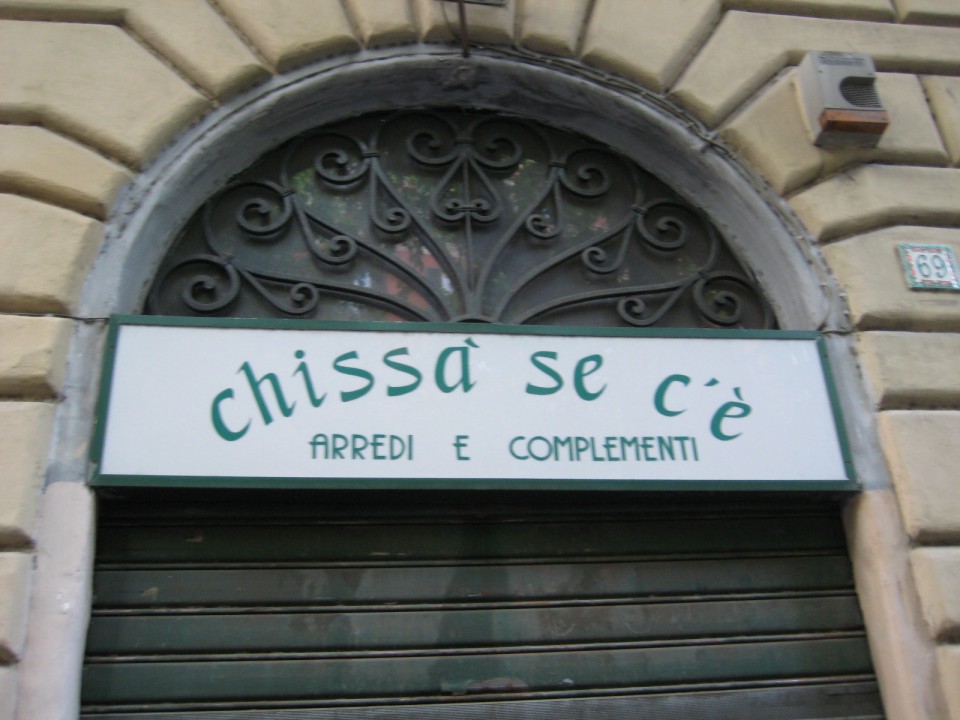 chissà se c'è
ARREDI E COMPLEMENTI
69